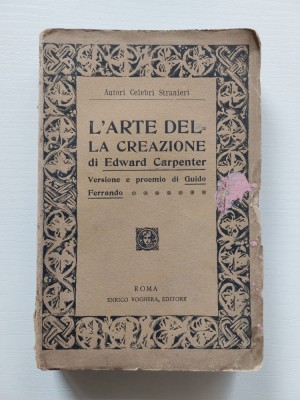 Autori Celebri Stranieri
L'ARTE DEL=
LA CREAZIONE
di Edward Carpenter
Versione e proemio di Guido
Ferrando
ROMA
ENRICO VOGHERA, EDITORE